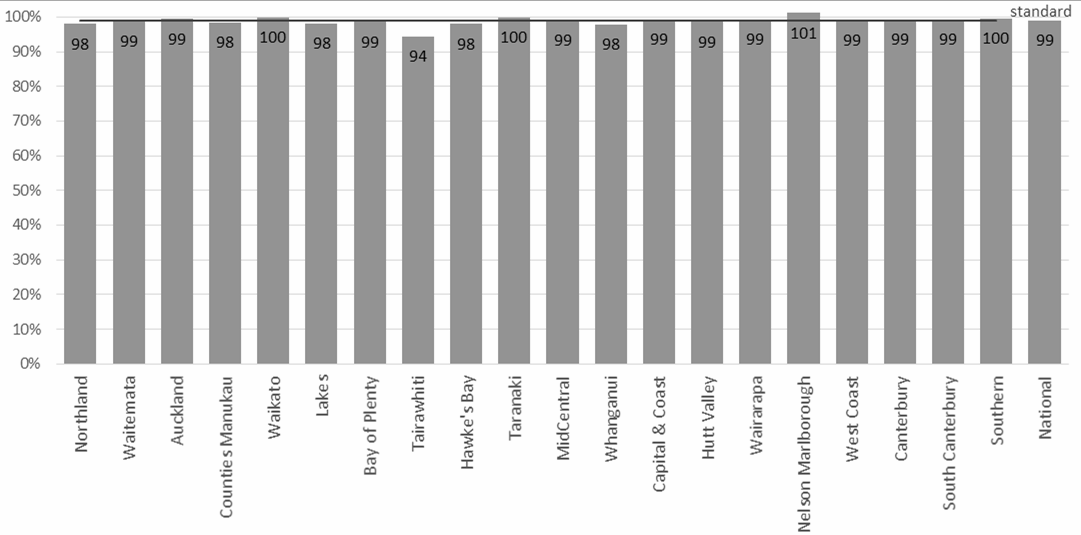 standard
100%
90%
80%
70%
60%
50%
40%
30%
20%
10%
0%
98
99
99
98
100
98
99
94
98
100
99
98
99
99
99
101
99
99
99
100
99
Northland
Waitemata
Auckland
Counties Manukau
Waikato
Lakes
Bay of Plenty
Tairawhiti
Hawke's Bay
Taranaki
MidCentral
Whanganui
Capital & Coast
Hutt Valley
Wairarapa
Nelson Marlborough
West Coast
Canterbury
South Canterbury
Southern
National